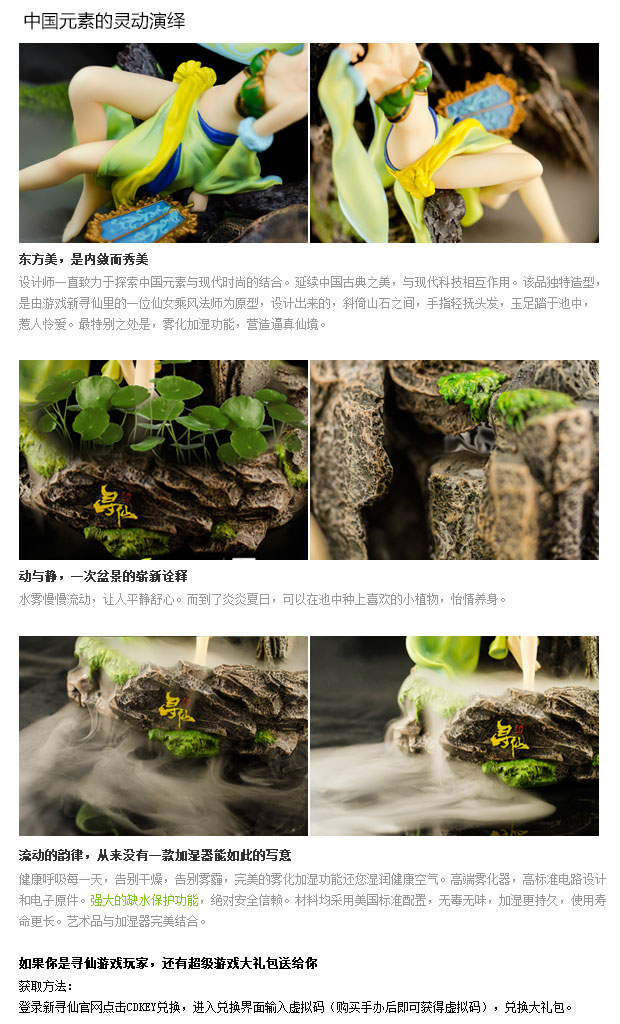 中国元素的灵动演绎
东方美，是内敛而秀美
设计师一直致力于探索中国元素与现代时尚的结合。延续中国古典之美，与现代科技相互作用。该品独特造型，
是由游戏新寻仙里的一位仙女乘风法师为原型，设计出来的，斜倚山石之间，手指轻抚头发，玉足踏于池中，
惹人怜爱。最特别之处是，雾化加湿功能，营造逼真仙境。
寻仙
动与静，一次盆景的崭新诠释
水雾慢慢流动，让人平静舒心。而到了炎炎夏日，可以在池中种上喜欢的小植物，怡情养身。
寻仙
寻仙
流动的韵律，从来没有一款加湿器能如此的写意
健康呼吸每一天，告别干燥，告别雾霾，完美的雾化加湿功能还您湿润健康空气。高端雾化器，高标准电路设计
和电子原件。强大的缺水保护功能，绝对安全信赖。材料均采用美国标准配置，无毒无味，加湿更持久，使用寿
命更长。艺术品与加湿器完美结合。
如果你是寻仙游戏玩家，还有超级游戏大礼包送给你
获取方法：
登录新寻仙官网点击CDKEY兑换，进入兑换界面输入虚拟码（购买手办后即可获得虚拟码），兑换大礼包。